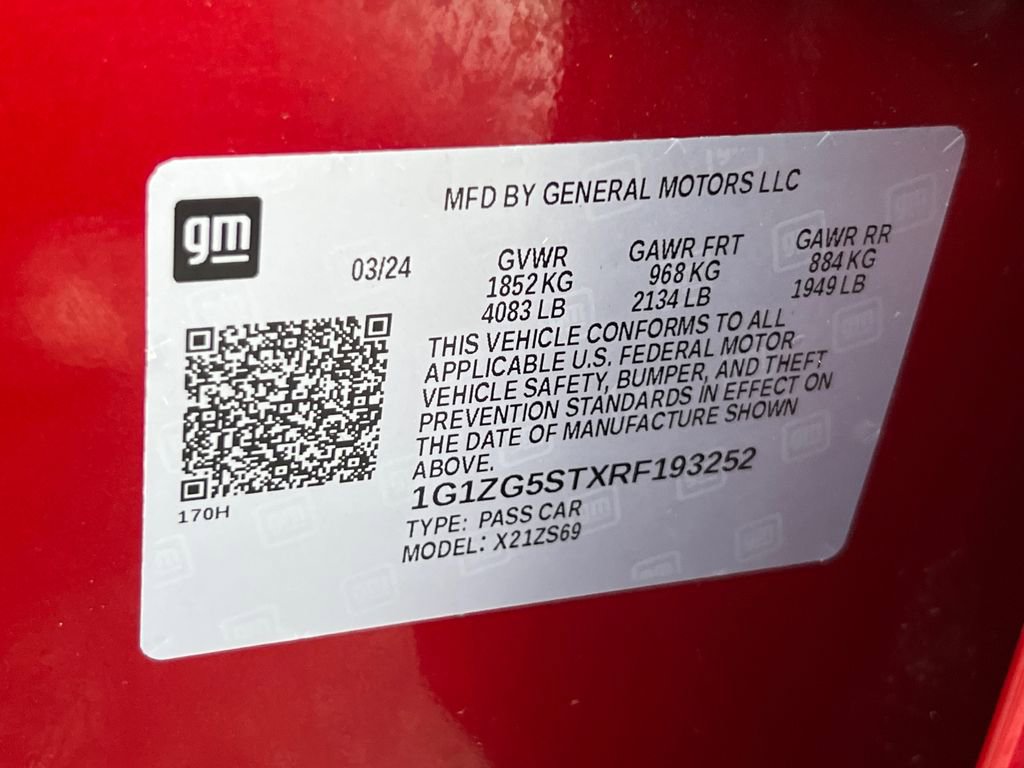 gm
MFD BY GENERAL MOTORS LLC
03/24
GVWR
1852 KG
4083 LB
GAWR FRT
968 KG
2134 LB
GAWR RR
884 KG
1949 LB
THIS VEHICLE CONFORMS TO ALL
APPLICABLE U.S. FEDERAL MOTOR
VEHICLE SAFETY, BUMPER, AND THEFT
PREVENTION STANDARDS IN EFFECT ON
THE DATE OF MANUFACTURE SHOWN
ABOVE.
1G1ZG5STXRF193252
TYPE: PASS CAR
MODEL: X21ZS69
170H